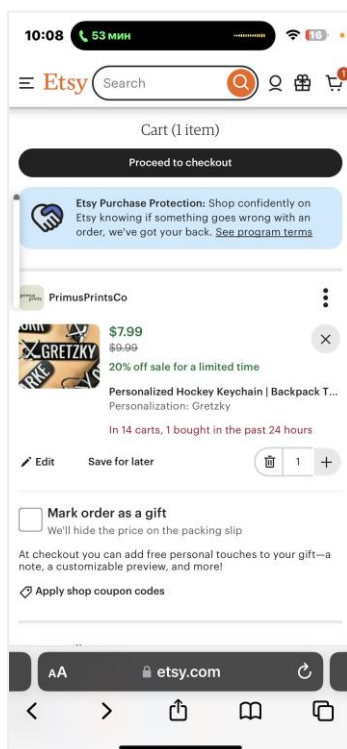 10:08
53 мин
16
Etsy
Search
1
Cart (1 item)
Proceed to checkout
Etsy Purchase Protection: Shop confidently on
Etsy knowing if something goes wrong with an
order, we've got your back. See program terms
PrimusPrintsCo
GRETZKY
$7.99
$9.99
20% off sale for a limited time
Personalized Hockey Keychain | Backpack T...
Personalization: Gretzky
In 14 carts, 1 bought in the past 24 hours
Edit
Save for later
1
Mark order as a gift
We'll hide the price on the packing slip
At checkout you can add free personal touches to your gift—a
note, a customizable preview, and more!
Apply shop coupon codes
AA
etsy.com